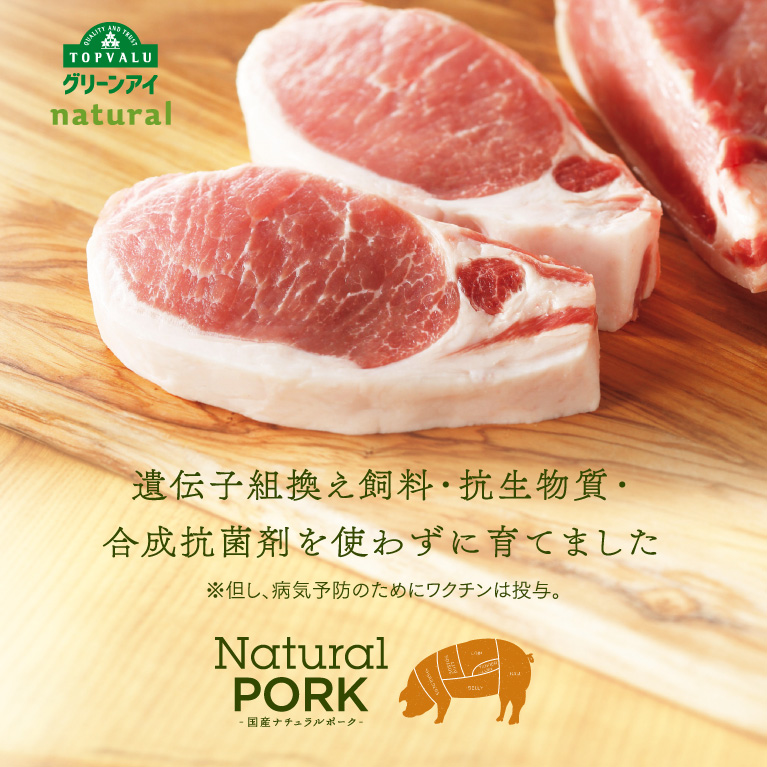 QUALITY AND TRUST
TOPVALU
グリーンアイ
natural
遺伝子組換え飼料・抗生物質・
合成抗菌剤を使わずに育てました
※但し、病気予防のためにワクチンは投与。
Natural
PORK
-国産ナチュラルポーク-
LOIN
HAM
BELLY